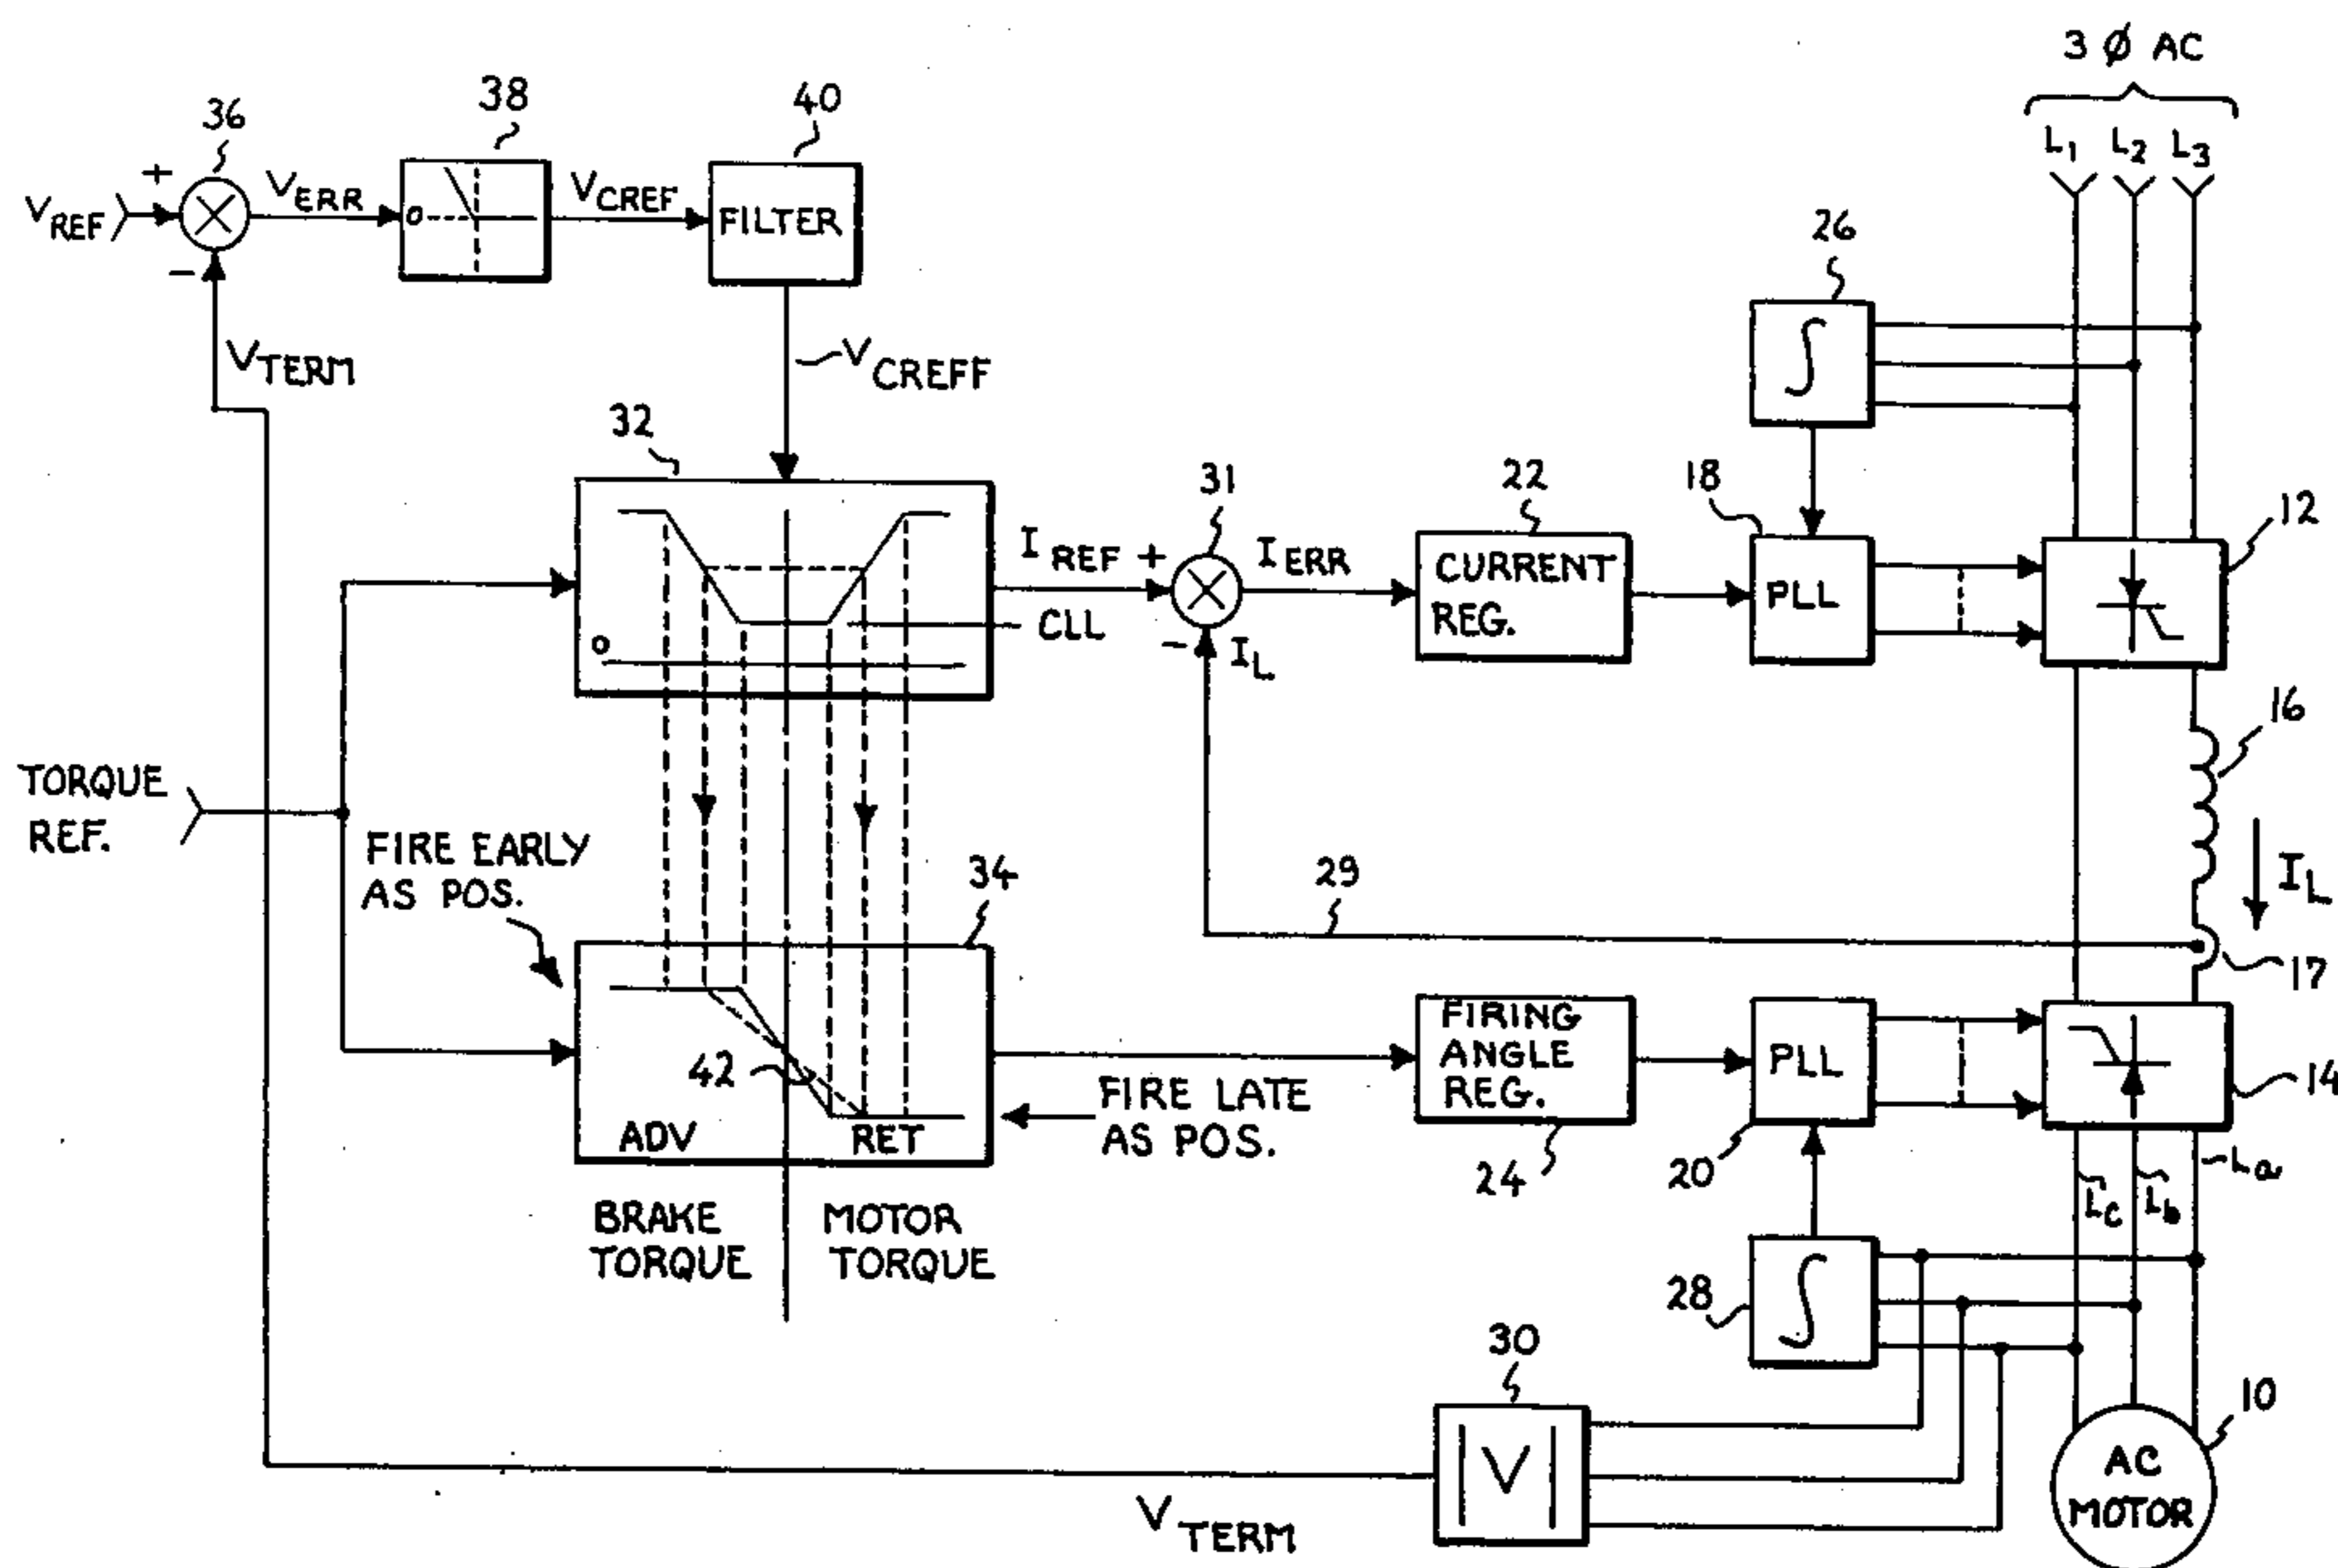 3 Ø AC
L1 L2 L3
36
38
40
26
+
VREF
VERR
VCREF
FILTER
-
VTERM
VCREFF
∫
32
31
22
18
12
IREF +
IERR
CURRENT
REG.
PLL
CLL
0
0
- IL
16
TORQUE
REF.
FIRE EARLY
AS POS.
34
29
IL
17
FIRING
ANGLE
REG.
PLL
42
FIRE LATE
AS POS.
14
ADV
RET
24
20
La
Lb
Lc
BRAKE
TORQUE
MOTOR
TORQUE
28
∫
30
|V|
10
AC
MOTOR
VTERM